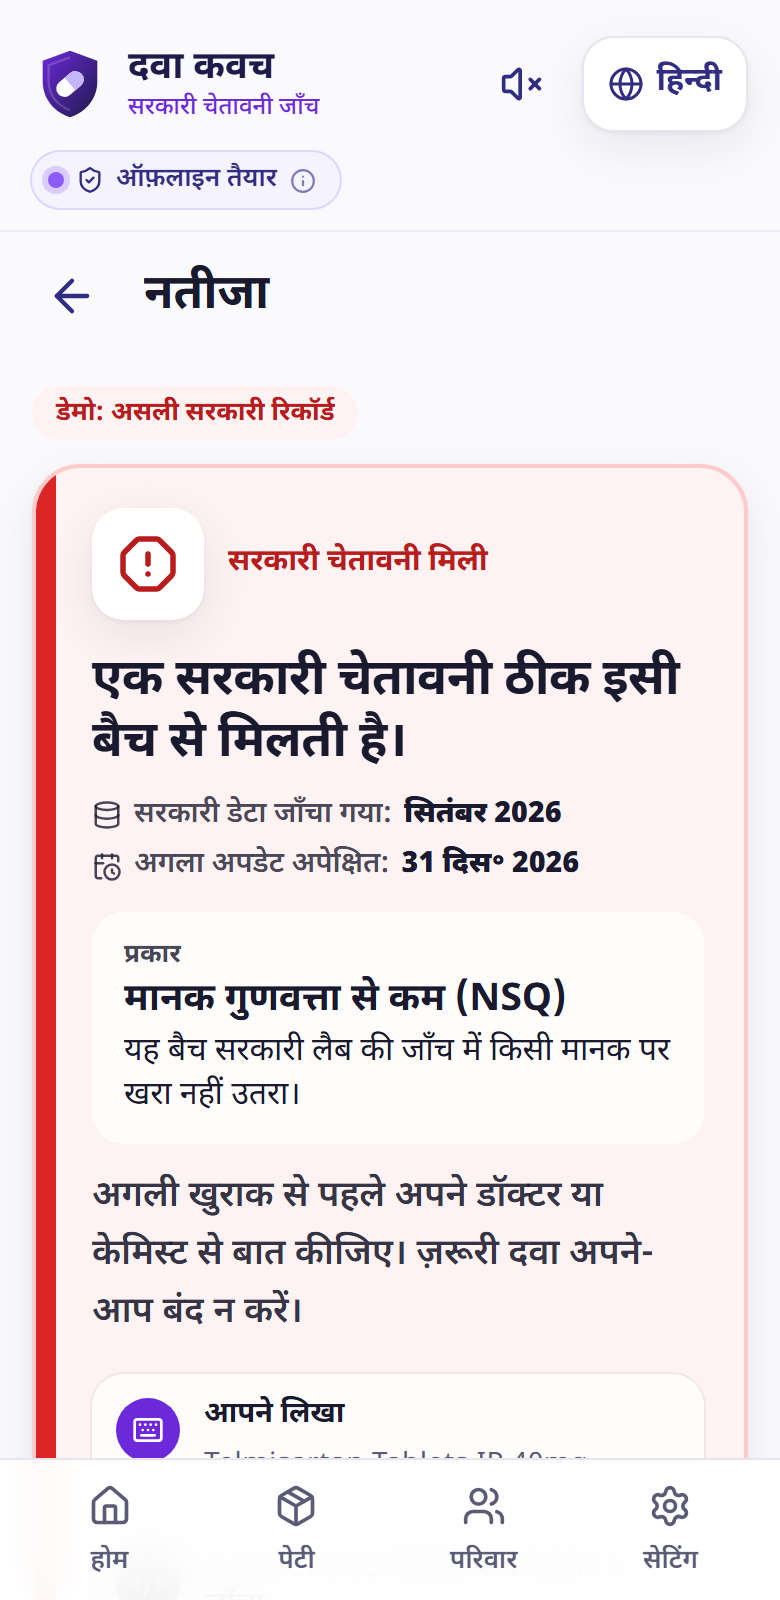 दवा कवच
सरकारी चेतावनी जाँच
हिन्दी
ऑफ़लाइन तैयार
नतीजा
डेमो: असली सरकारी रिकॉर्ड
सरकारी चेतावनी मिली
एक सरकारी चेतावनी ठीक इसी
बैच से मिलती है।
सरकारी डेटा जाँचा गया: सितंबर 2026
अगला अपडेट अपेक्षित: 31 दिस॰ 2026
प्रकार
मानक गुणवत्ता से कम (NSQ)
यह बैच सरकारी लैब की जाँच में किसी मानक पर
खरा नहीं उतरा।
अगली खुराक से पहले अपने डॉक्टर या
केमिस्ट से बात कीजिए। ज़रूरी दवा अपने-
आप बंद न करें।
आपने लिखा
होम
पेटी
परिवार
सेटिंग